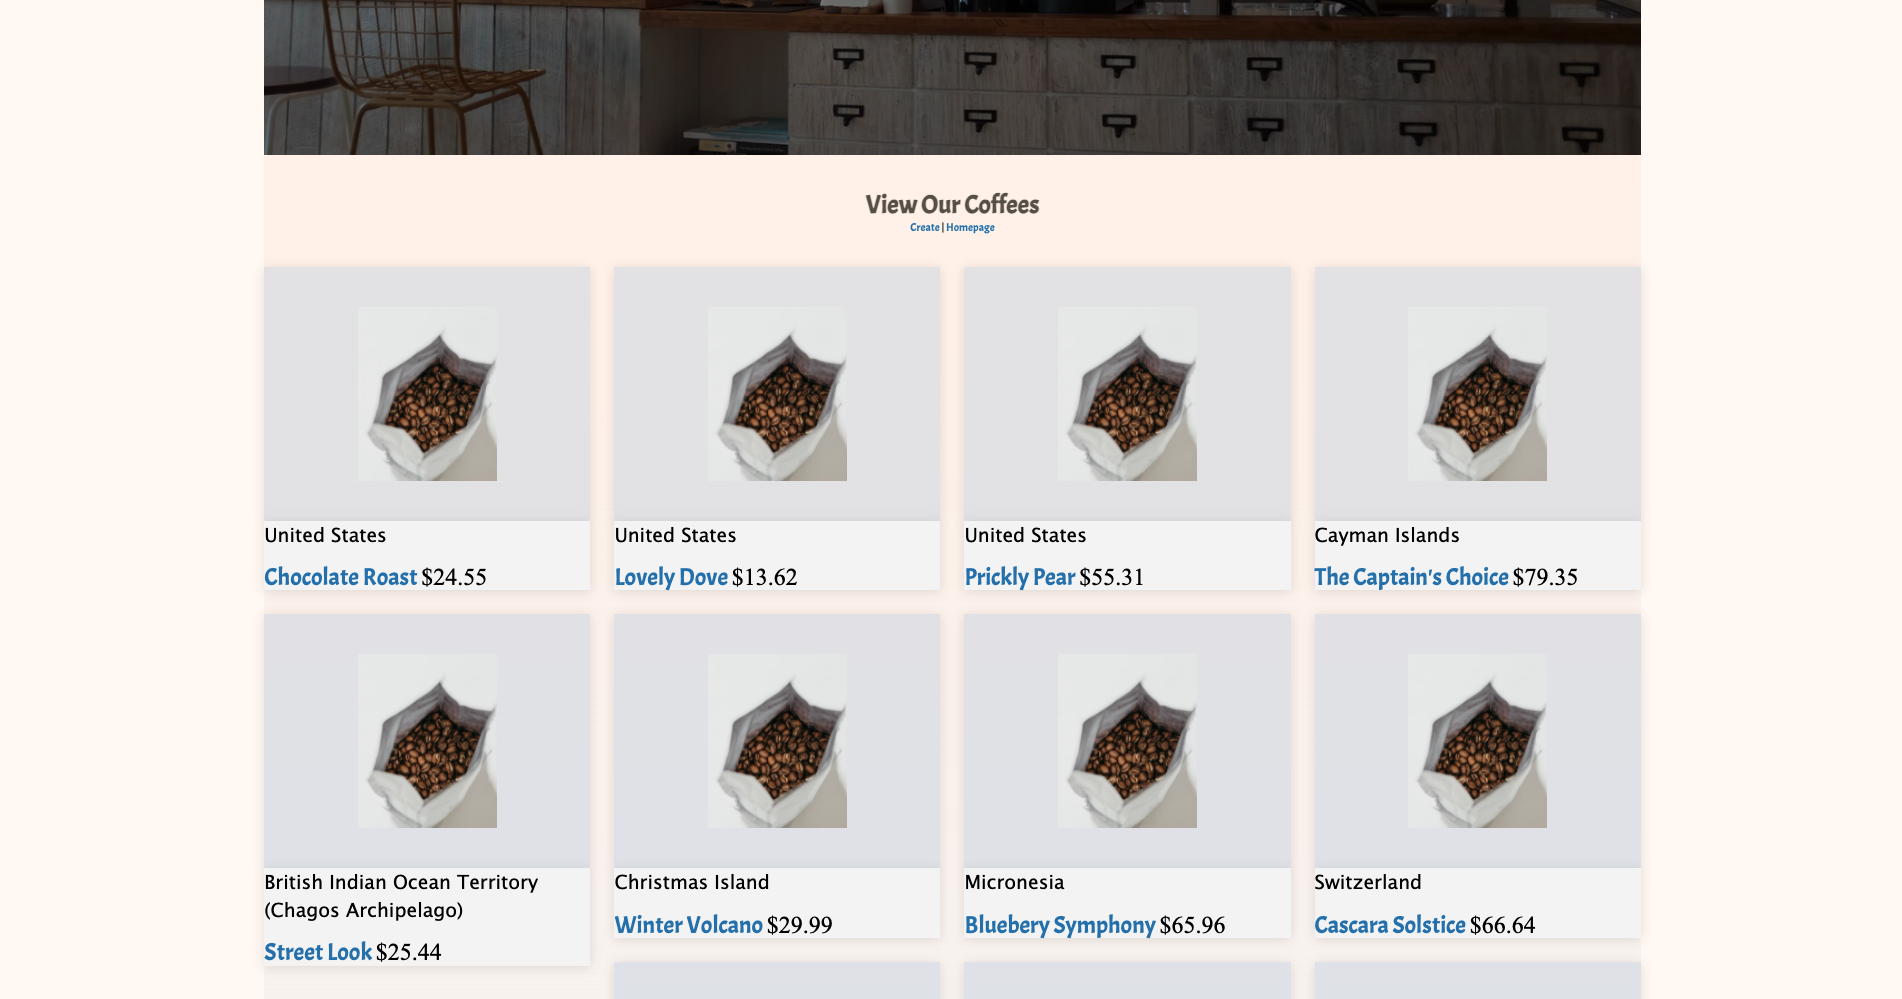 View Our Coffees
Create | Homepage
United States
Chocolate Roast $24.55
United States
Lovely Dove $13.62
United States
Prickly Pear $55.31
Cayman Islands
The Captain's Choice $79.35
British Indian Ocean Territory
(Chagos Archipelago)
Street Look $25.44
Christmas Island
Winter Volcano $29.99
Micronesia
Bluebery Symphony $65.96
Switzerland
Cascara Solstice $66.64